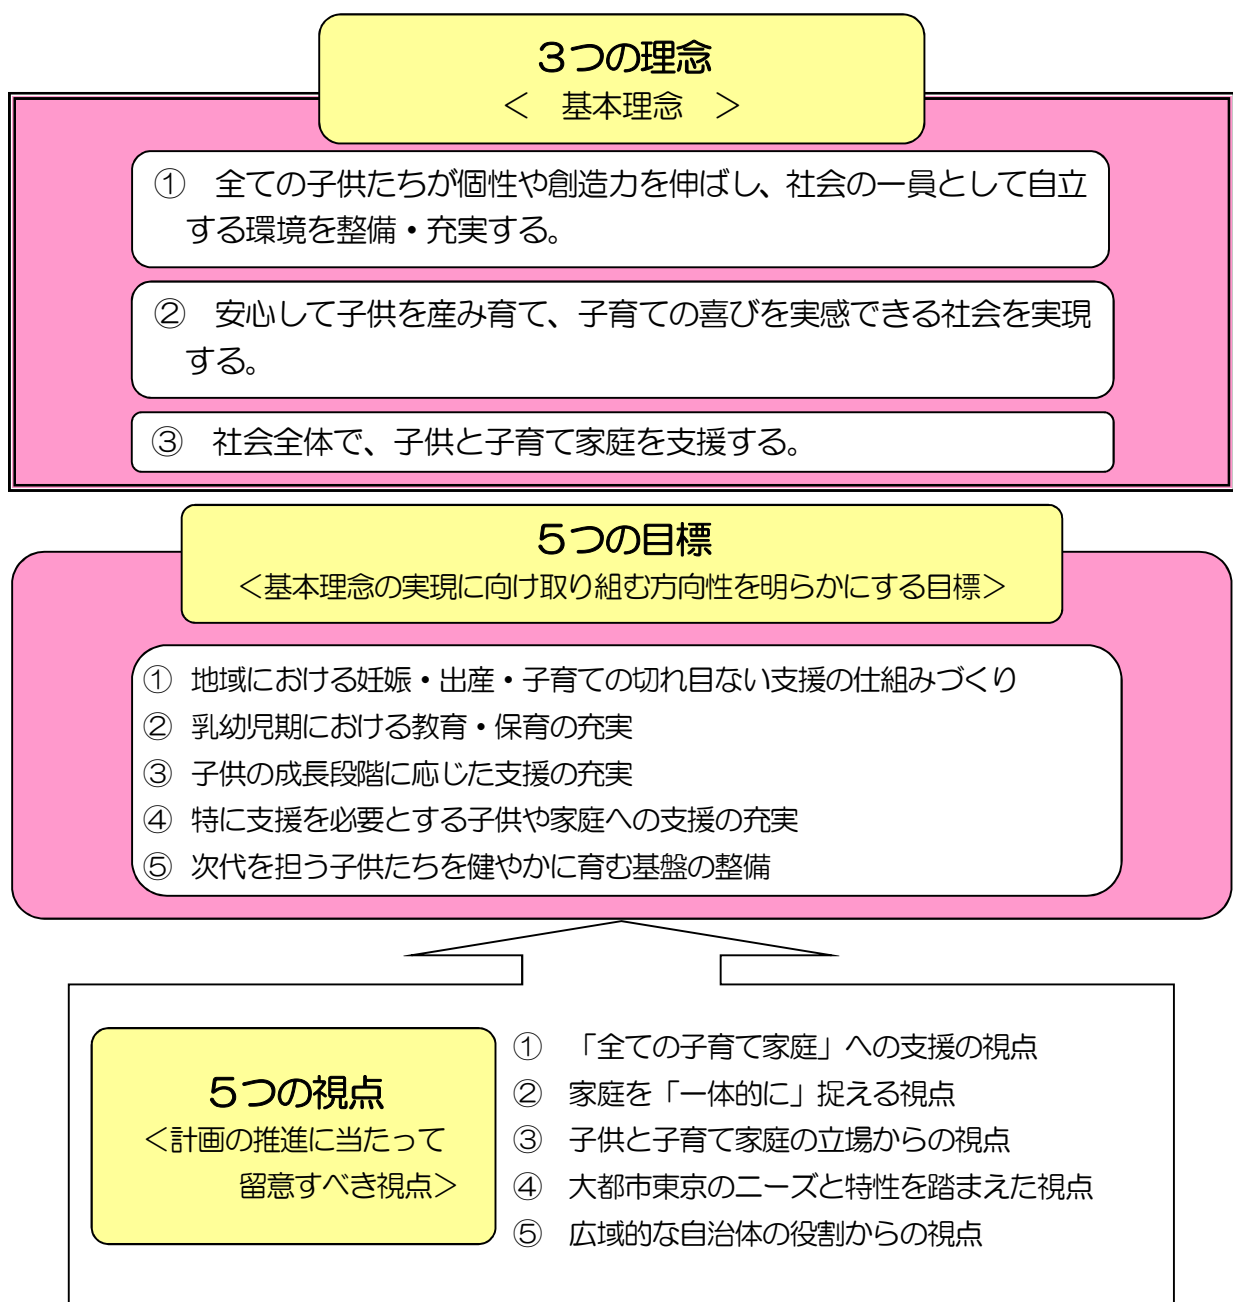 ３つの理念
＜　基本理念　＞
①　全ての子供たちが個性や創造力を伸ばし、社会の一員として自立
する環境を整備・充実する。
②　安心して子供を産み育て、子育ての喜びを実感できる社会を実現
する。
③　社会全体で、子供と子育て家庭を支援する。
５つの目標
＜基本理念の実現に向け取り組む方向性を明らかにする目標＞
①　地域における妊娠・出産・子育ての切れ目ない支援の仕組みづくり
②　乳幼児期における教育・保育の充実
③　子供の成長段階に応じた支援の充実
④　特に支援を必要とする子供や家庭への支援の充実
⑤　次代を担う子供たちを健やかに育む基盤の整備
５つの視点
＜計画の推進に当たって
留意すべき視点＞
①　「全ての子育て家庭」への支援の視点
②　家庭を「一体的に」捉える視点
③　子供と子育て家庭の立場からの視点
④　大都市東京のニーズと特性を踏まえた視点
⑤　広域的な自治体の役割からの視点